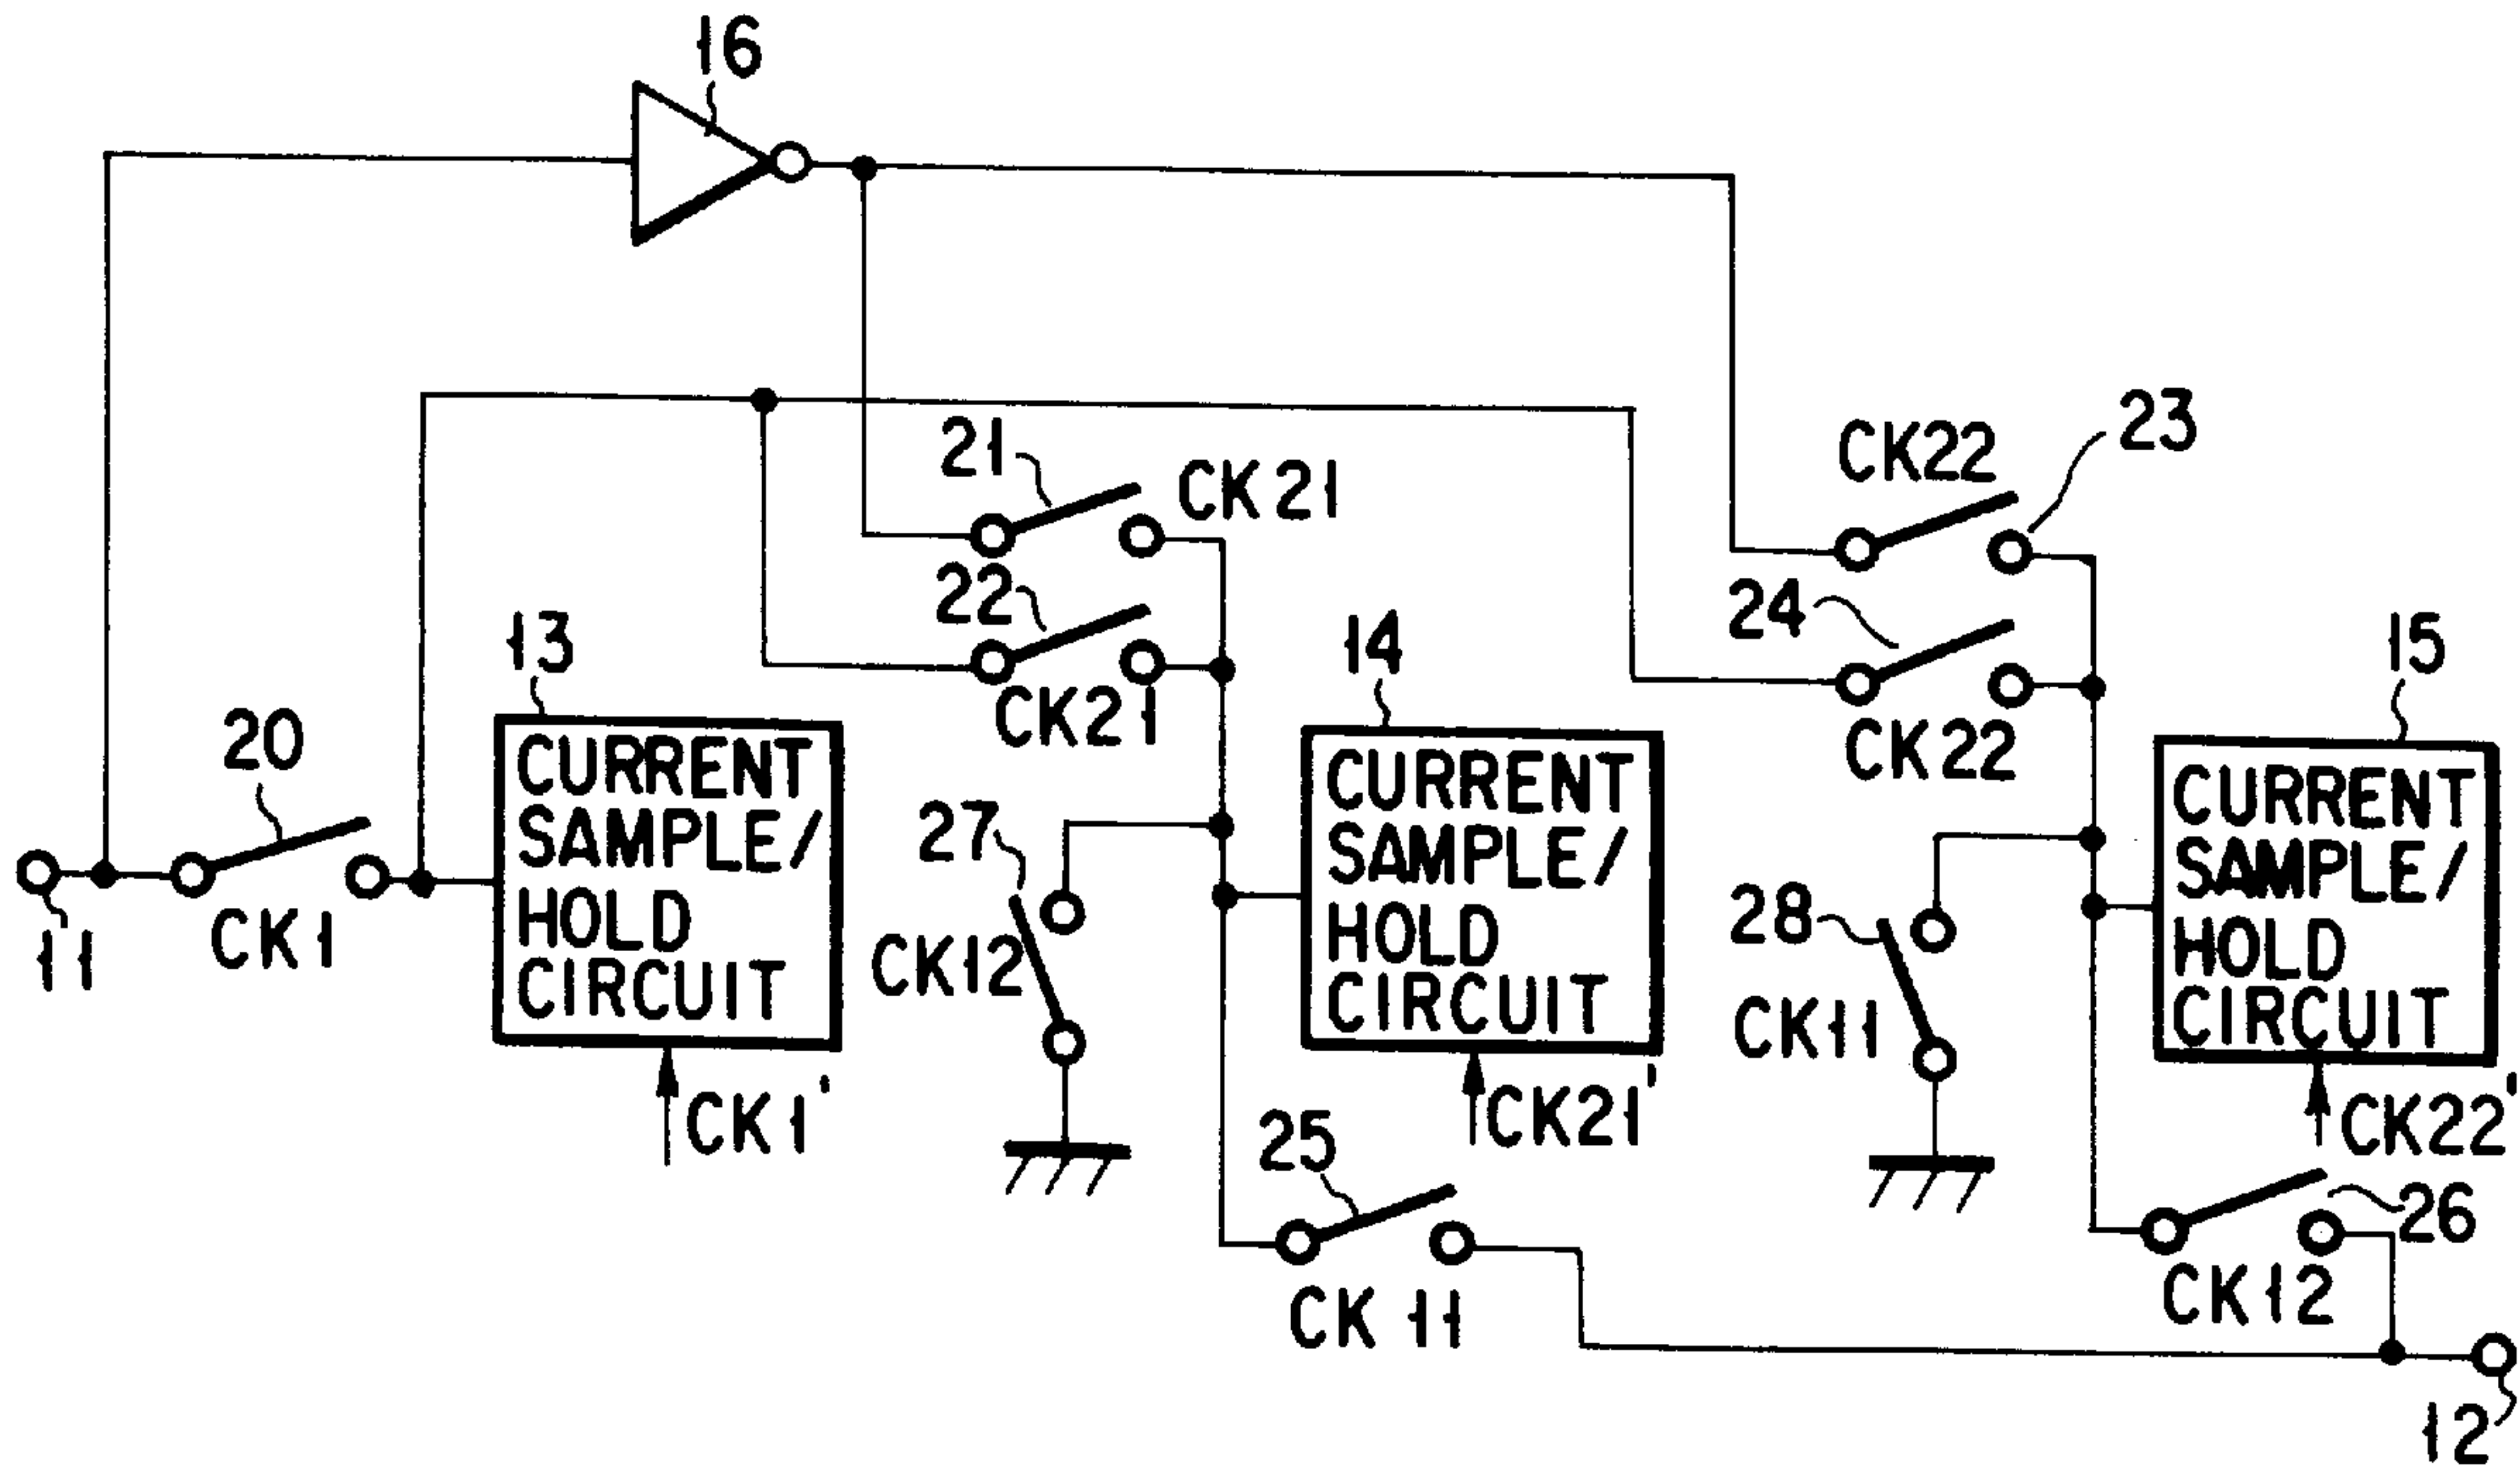 16
23
CK22
21
CK21
22
24
13
14
15
CK21
20
CK22
CURRENT
SAMPLE/
HOLD
CIRCUIT
CURRENT
SAMPLE/
HOLD
CIRCUIT
CURRENT
SAMPLE/
HOLD
CIRCUIT
27
28
11
CK1
CK12
CK11
CK1'
CK21'
CK22'
25
26
CK11
CK12
12